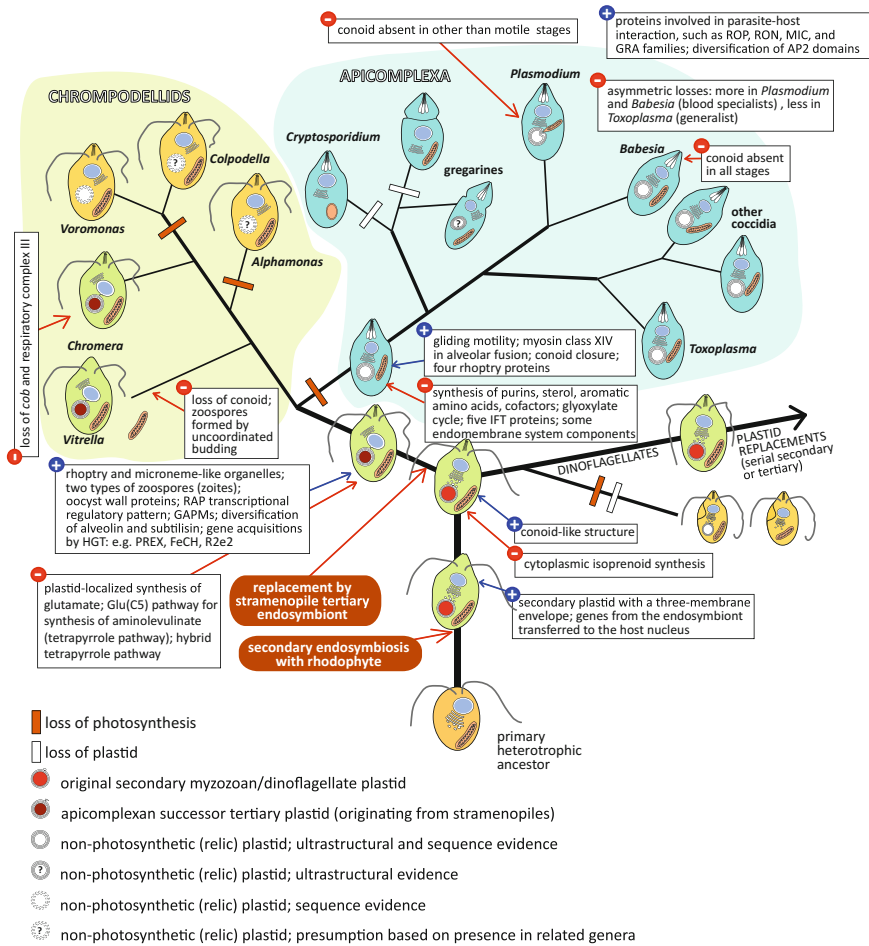 conoid absent in other than motile stages
proteins involved in parasite-host
interaction, such as ROP, RON, MIC, and
GRA families; diversification of AP2 domains
APICOMPLEXA
Plasmodium
asymmetric losses: more in Plasmodium
and Babesia (blood specialists) , less in
Toxoplasma (generalist)
CHROMPODELLIDS
Cryptosporidium
Colpodella
?
gregarines
?
Babesia
conoid absent
in all stages
Voromonas
?
Alphamonas
other
coccidia
loss of cob and respiratory complex III
Chromera
gliding motility; myosin class XIV
in alveolar fusion; conoid closure;
four rhoptry proteins
Toxoplasma
Vitrella
loss of conoid;
zoospores
formed by
uncoordinated
budding
synthesis of purins, sterol, aromatic
amino acids, cofactors; glyoxylate
cycle; five IFT proteins; some
endomembrane system components
DINOFLAGELLATES
PLASTID
REPLACEMENTS
(serial secondary
or tertiary)
rhoptry and microneme-like organelles;
two types of zoospores (zoites);
oocyst wall proteins; RAP transcriptional
regulatory pattern; GAPMs; diversification
of alveolin and subtilisin; gene acquisitions
by HGT: e.g. PREX, FeCH, R2e2
conoid-like structure
cytoplasmic isoprenoid synthesis
plastid-localized synthesis of
glutamate; Glu(C5) pathway for
synthesis of aminolevulinate
(tetrapyrrole pathway); hybrid
tetrapyrrole pathway
replacement by
stramenopile tertiary
endosymbiont
secondary plastid with a three-membrane
envelope; genes from the endosymbiont
transferred to the host nucleus
secondary endosymbiosis
with rhodophyte
primary
heterotrophic
ancestor
loss of photosynthesis
loss of plastid
original secondary myzozoan/dinoflagellate plastid
apicomplexan successor tertiary plastid (originating from stramenopiles)
non-photosynthetic (relic) plastid; ultrastructural and sequence evidence
? non-photosynthetic (relic) plastid; ultrastructural evidence
non-photosynthetic (relic) plastid; sequence evidence
? non-photosynthetic (relic) plastid; presumption based on presence in related genera